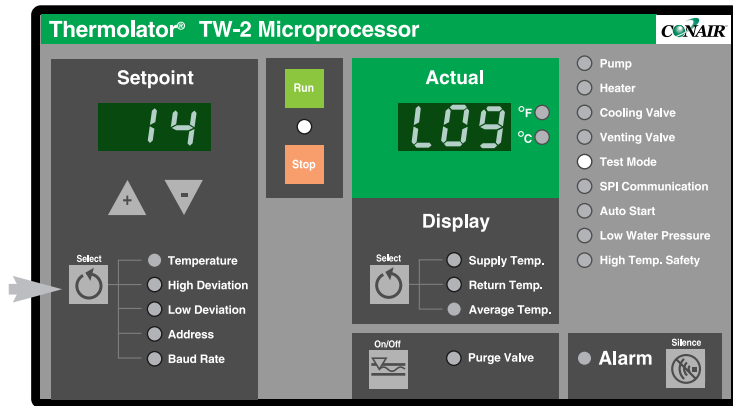 Thermolator® TW-2 Microprocessor
CONAIR
Setpoint
14
+
-
Select
Temperature
High Deviation
Low Deviation
Address
Baud Rate
Run
Stop
Actual
L09
°F
°C
Display
Select
Supply Temp.
Return Temp.
Average Temp.
On/Off
Purge Valve
Pump
Heater
Cooling Valve
Venting Valve
Test Mode
SPI Communication
Auto Start
Low Water Pressure
High Temp. Safety
Alarm
Silence